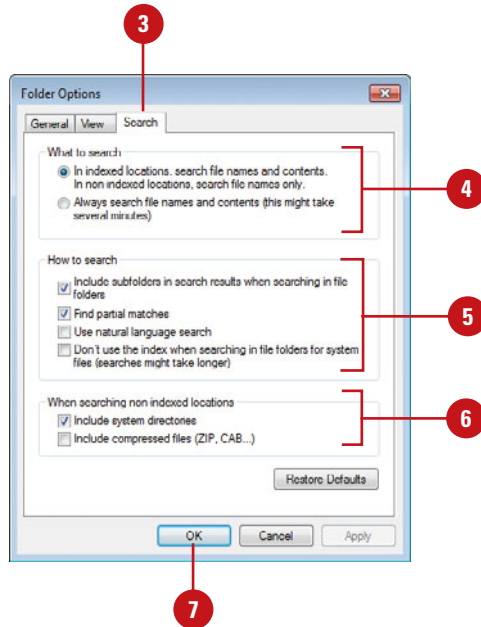 3
Folder Options
General View Search
What to search
In indexed locations, search file names and contents.
In non indexed locations, search file names only.
4
Always search file names and contents (this might take
several minutes)
How to search
Include subfolders in search results when searching in file
folders
Find partial matches
5
Use natural language search
Don't use the index when searching in file folders for system
files (searches might take longer)
When searching non indexed locations
6
Include system directories
Include compressed files (ZIP, CAB...)
Restore Defaults
OK Cancel Apply
7